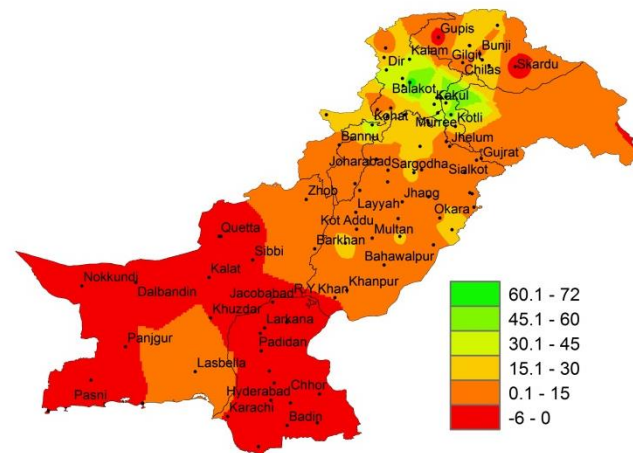 Gupis
Bunji
Kalam
Gilgit
Dir
Skardu
Chilas
Balakot
Kakul
Kohat
Murree
Kotli
Bannu
Jhelum
Gujrat
Joharabad
Sargodha
Sialkot
Zhob
Jhang
Layyah
Okara
Kot Addu
Quetta
Multan
Barkhan
Sibbi
Bahawalpur
Kalat
Khanpur
Nokkundi
Dalbandin
R.Y.Khan
Jacobabad
60.1 - 72
Khuzdar
Larkana
45.1 - 60
Panjgur
Padidan
30.1 - 45
Lasbella
15.1 - 30
Pasni
Hyderabad
Chhor
0.1 - 15
Karachi
Badin
-6 - 0